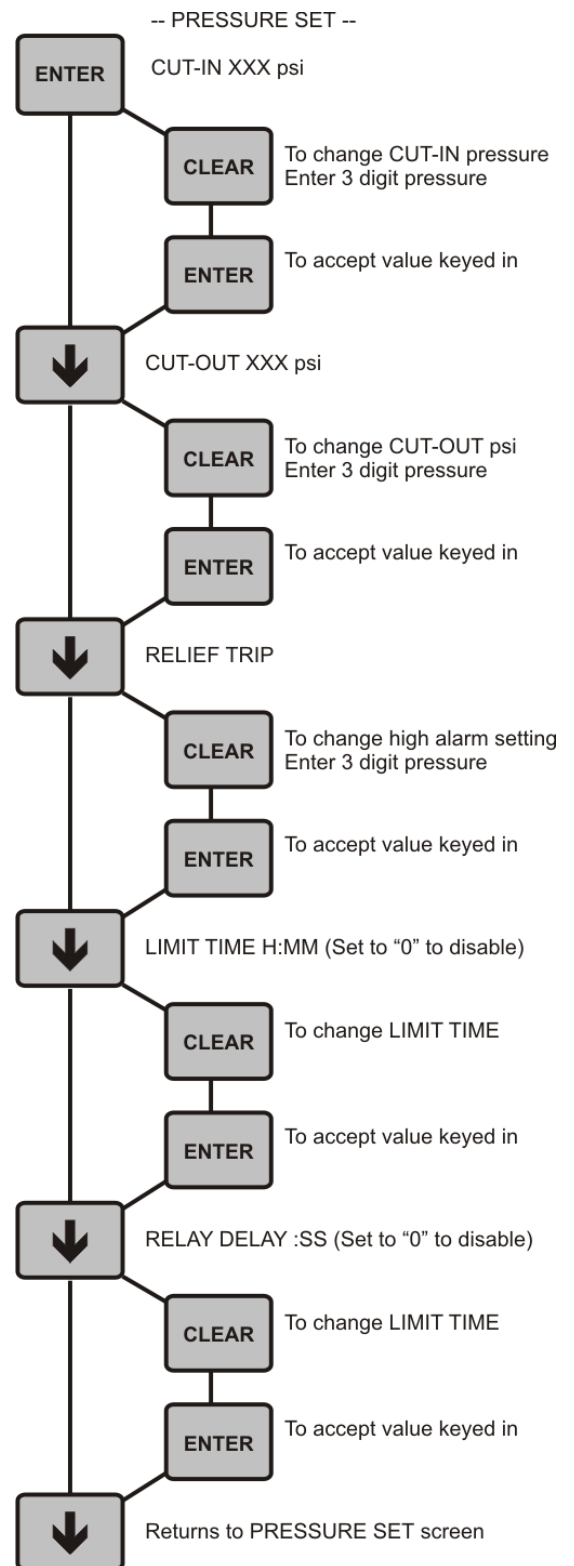 -- PRESSURE SET --
ENTER
CUT-IN XXX psi
CLEAR
To change CUT-IN pressure
Enter 3 digit pressure
ENTER
To accept value keyed in
CUT-OUT XXX psi
CLEAR
To change CUT-OUT psi
Enter 3 digit pressure
ENTER
To accept value keyed in
RELIEF TRIP
CLEAR
To change high alarm setting
Enter 3 digit pressure
ENTER
To accept value keyed in
LIMIT TIME H:MM (Set to “0” to disable)
CLEAR
To change LIMIT TIME
ENTER
To accept value keyed in
RELAY DELAY :SS (Set to “0” to disable)
CLEAR
To change LIMIT TIME
ENTER
To accept value keyed in
Returns to PRESSURE SET screen